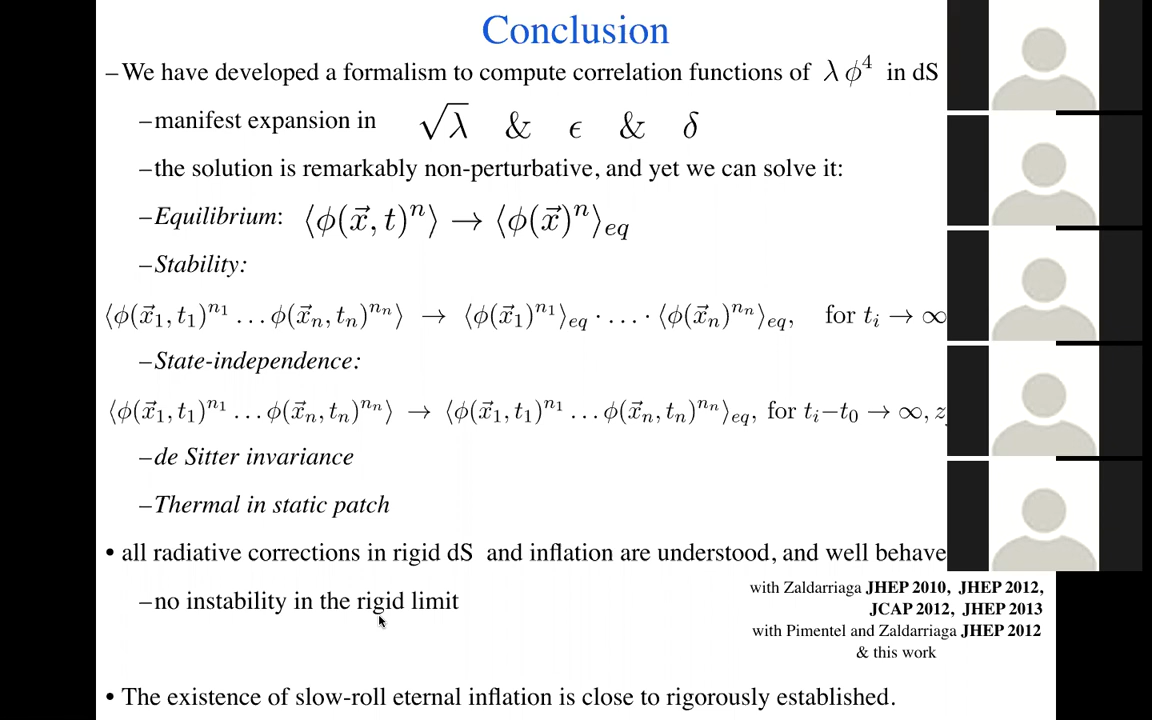 Conclusion
– We have developed a formalism to compute correlation functions of λ ϕ⁴ in dS
– manifest expansion in √λ & ϵ & δ
– the solution is remarkably non-perturbative, and yet we can solve it:
– Equilibrium: ⟨ϕ(x⃗, t)ⁿ⟩ → ⟨ϕ(x⃗)ⁿ⟩_eq
– Stability:
⟨ϕ(x⃗₁, t₁)^{n₁} … ϕ(x⃗ₙ, tₙ)^{nₙ}⟩ → ⟨ϕ(x⃗₁)^{n₁}⟩_eq · … · ⟨ϕ(x⃗ₙ)^{nₙ}⟩_eq, for tᵢ → ∞
– State-independence:
⟨ϕ(x⃗₁, t₁)^{n₁} … ϕ(x⃗ₙ, tₙ)^{nₙ}⟩ → ⟨ϕ(x⃗₁, t₁)^{n₁} … ϕ(x⃗ₙ, tₙ)^{nₙ}⟩_eq, for tᵢ−t₀ → ∞,
– de Sitter invariance
– Thermal in static patch
• all radiative corrections in rigid dS and inflation are understood, and well behave
– no instability in the rigid limit
with Zaldarriaga JHEP 2010, JHEP 2012,
JCAP 2012, JHEP 2013
with Pimentel and Zaldarriaga JHEP 2012
& this work
• The existence of slow-roll eternal inflation is close to rigorously established.